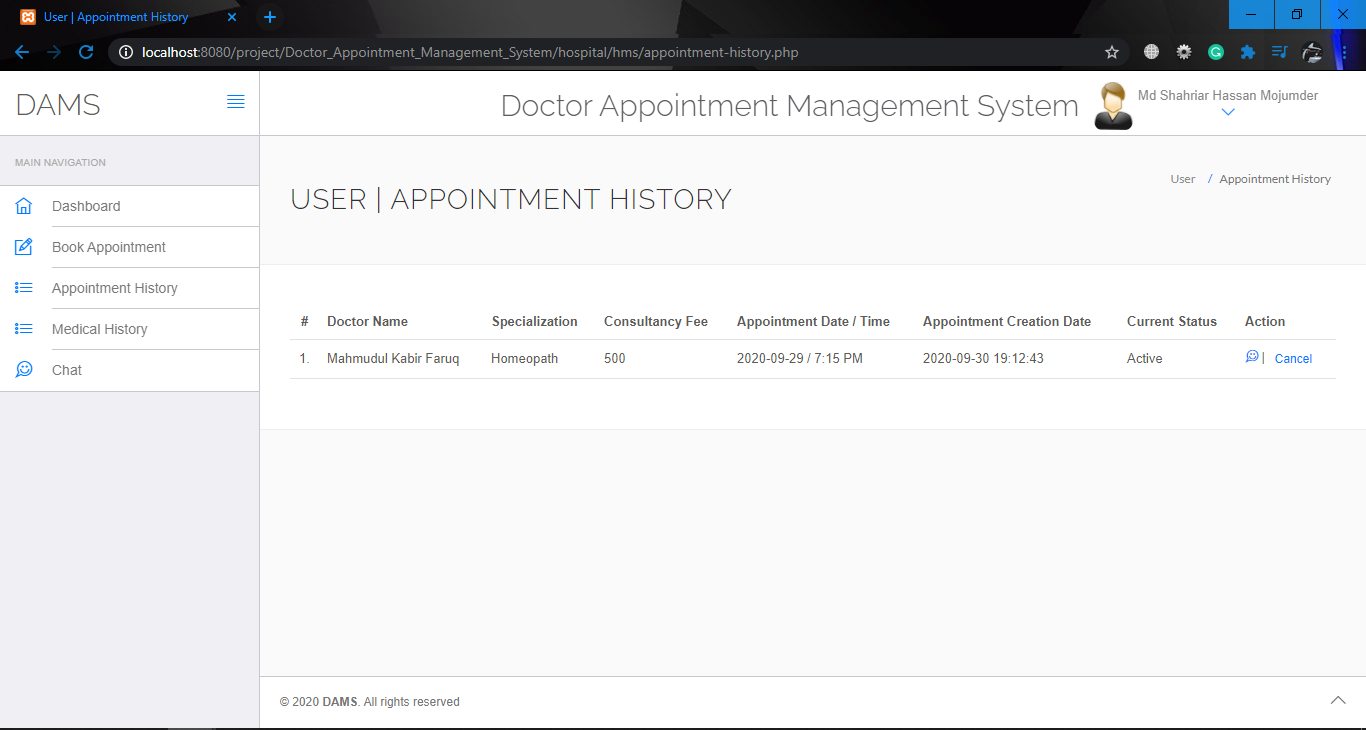 User | Appointment History
localhost:8080/project/Doctor_Appointment_Management_System/hospital/hms/appointment-history.php
DAMS
Doctor Appointment Management System
Md Shahriar Hassan Mojumder
MAIN NAVIGATION
Dashboard
Book Appointment
Appointment History
Medical History
Chat
USER | APPOINTMENT HISTORY
User / Appointment History
# Doctor Name Specialization Consultancy Fee Appointment Date / Time Appointment Creation Date Current Status Action
1. Mahmudul Kabir Faruq Homeopath 500 2020-09-29 / 7:15 PM 2020-09-30 19:12:43 Active | Cancel
© 2020 DAMS. All rights reserved